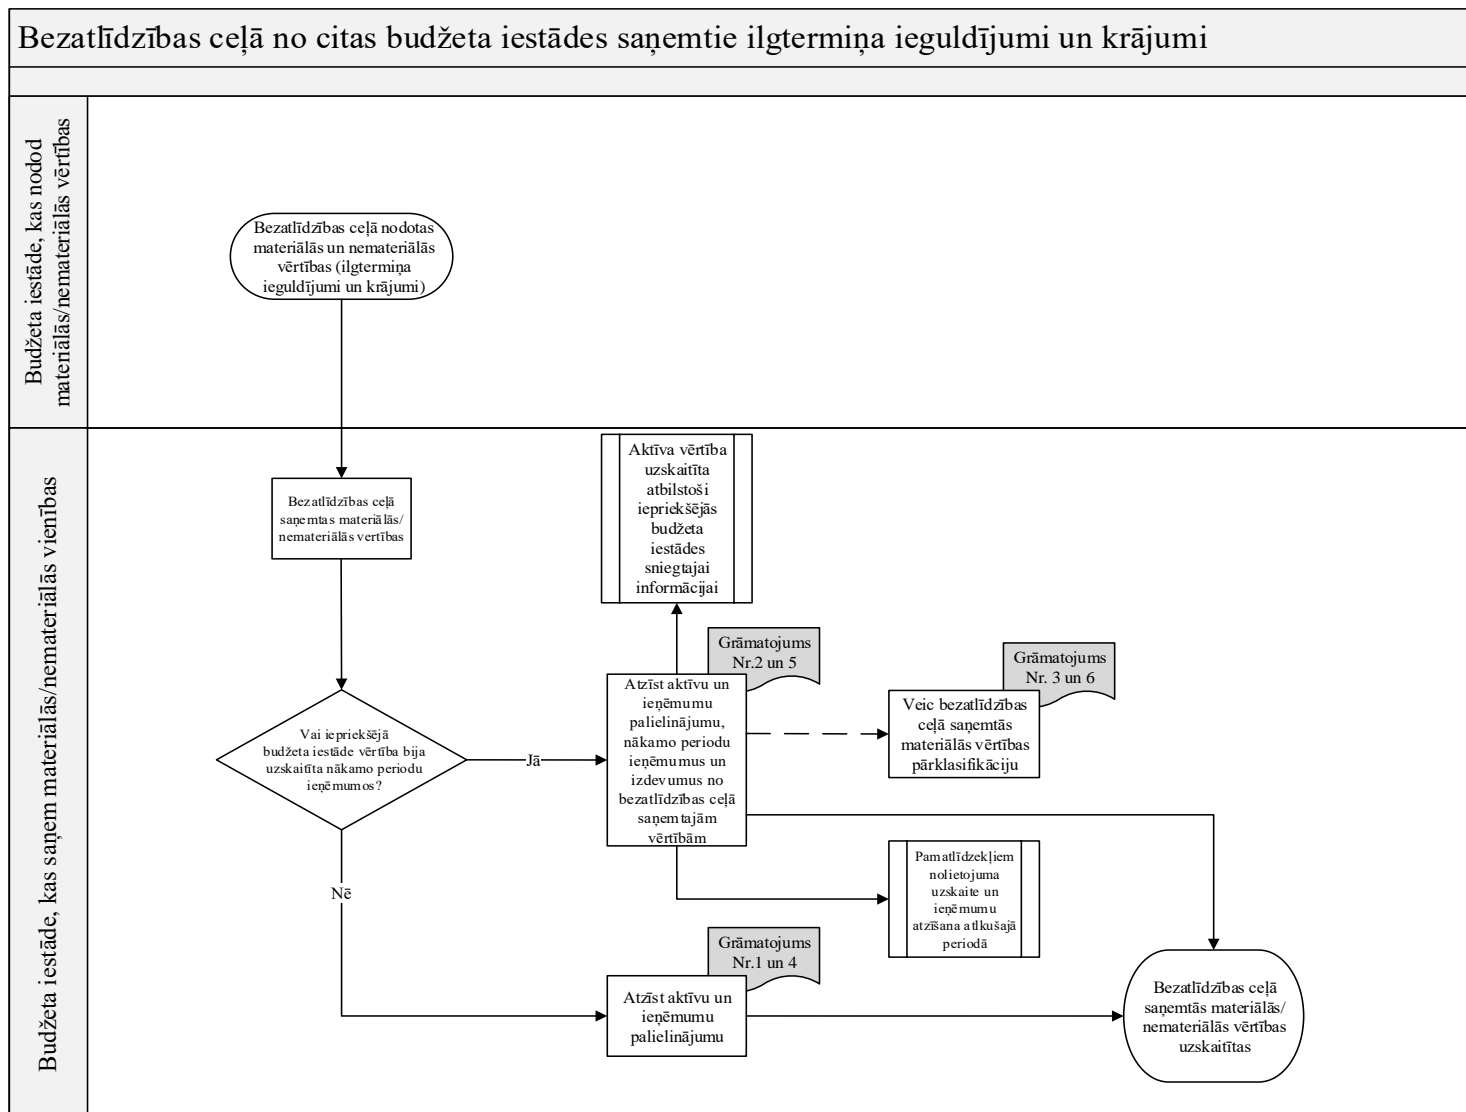 Bezatlīdzības ceļā no citas budžeta iestādes saņemtie ilgtermiņa ieguldījumi un krājumi
Budžeta iestāde, kas nodod
materiālās/nemateriālās vērtības
Bezatlīdzības ceļā nodotas
materiālās un nemateriālās
vērtības (ilgtermiņa
ieguldījumi un krājumi)
Budžeta iestāde, kas saņem materiālās/nemateriālās vienības
Bezatlīdzības ceļā
saņemtas materiālās/
nemateriālās vertības
Aktīva vērtība
uzskaitīta
atbilstoši
iepriekšējās
budžeta
iestādes
sniegtajai
informācijai
Vai iepriekšējā
budžeta iestāde vērtība bija
uzskaitīta nākamo periodu
ieņēmumos?
Jā
Nē
Grāmatojums
Nr.2 un 5
Atzīst aktīvu un
ieņēmumu
palielinājumu,
nākamo periodu
ieņēmumus un
izdevumus no
bezatlīdzības ceļā
saņemtajām
vērtībām
Grāmatojums
Nr. 3 un 6
Veic bezatlīdzības
ceļā saņemtās
materiālās vērtības
pārklasifikāciju
Pamatlīdzekļiem
nolietojuma
uzskaite un
ieņēmumu
atzīšana atlkušajā
periodā
Grāmatojums
Nr.1 un 4
Atzīst aktīvu un
ieņēmumu
palielinājumu
Bezatlīdzības ceļā
saņemtās materiālās/
nemateriālās vērtības
uzskaitītas